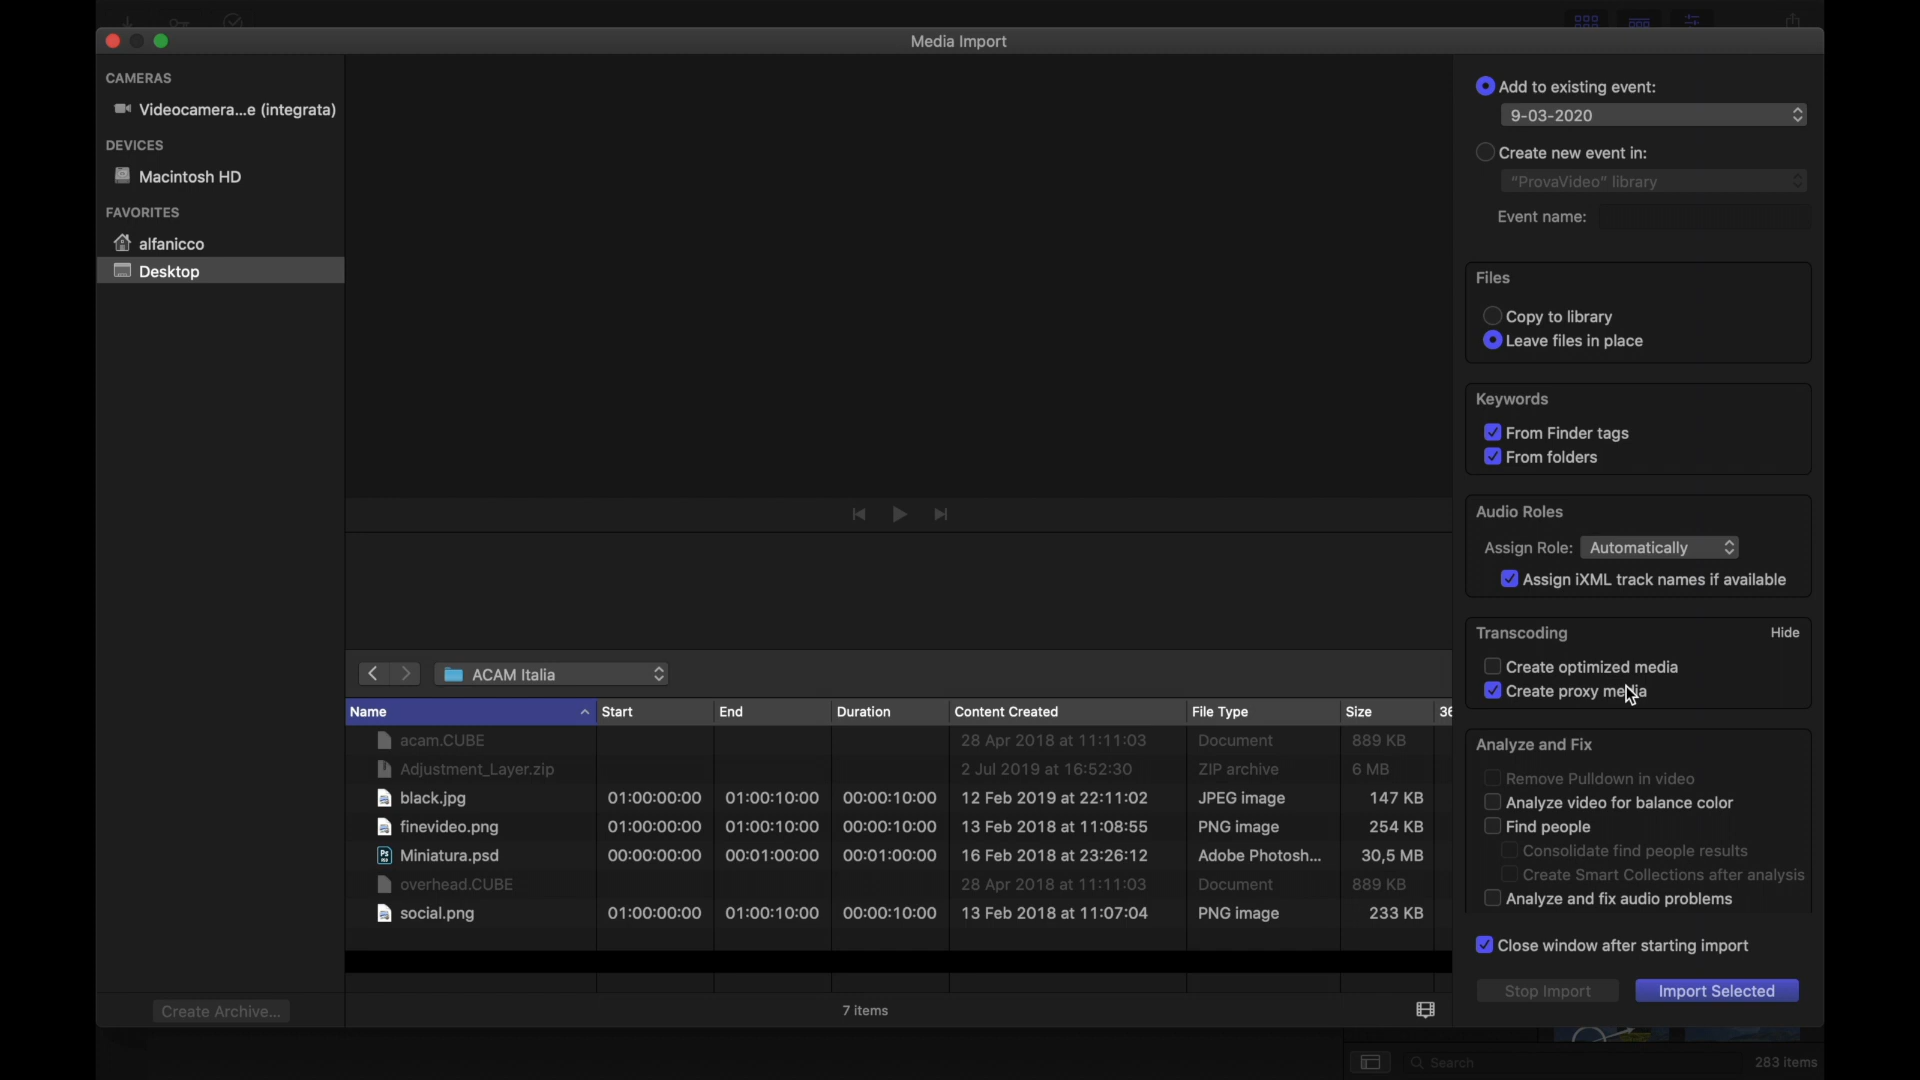 Media Import
CAMERAS
Videocamera...e (integrata)
DEVICES
Macintosh HD
FAVORITES
alfanicco
Desktop
Create Archive...
ACAM Italia
Name Start End Duration Content Created File Type Size 36
acam.CUBE 28 Apr 2018 at 11:11:03 Document 889 KB
Adjustment_Layer.zip 2 Jul 2019 at 16:52:30 ZIP archive 6 MB
black.jpg 01:00:00:00 01:00:10:00 00:00:10:00 12 Feb 2019 at 22:11:02 JPEG image 147 KB
finevideo.png 01:00:00:00 01:00:10:00 00:00:10:00 13 Feb 2019 at 11:08:55 PNG image 254 KB
Miniatura.psd 00:00:00:00 00:01:00:00 00:01:00:00 16 Feb 2018 at 23:26:12 Adobe Photosh... 30,5 MB
overhead.CUBE 28 Apr 2018 at 11:11:03 Document 889 KB
social.png 01:00:00:00 01:00:10:00 00:00:10:00 13 Feb 2019 at 11:07:04 PNG image 233 KB
7 items
Add to existing event:
9-03-2020
Create new event in:
"ProvaVideo" library
Event name:
Files
Copy to library
Leave files in place
Keywords
From Finder tags
From folders
Audio Roles
Assign Role: Automatically
Assign iXML track names if available
Transcoding Hide
Create optimized media
Create proxy media
Analyze and Fix
Remove Pulldown in video
Analyze video for balance color
Find people
Consolidate find people results
Create Smart Collections after analysis
Analyze and fix audio problems
Close window after starting import
Stop Import Import Selected
Search 283 items